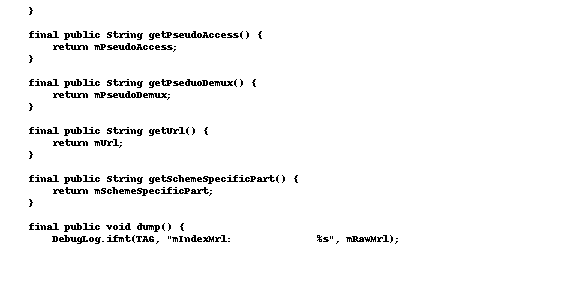 }
final public String getPseudoAccess() {
return mPseudoAccess;
}
final public String getPseduoDemux() {
return mPseudoDemux;
}
final public String getUrl() {
return mUrl;
}
final public String getSchemeSpecificPart() {
return mSchemeSpecificPart;
}
final public void dump() {
DebugLog.ifmt(TAG, "mIndexMrl:              %s", mRawMrl);